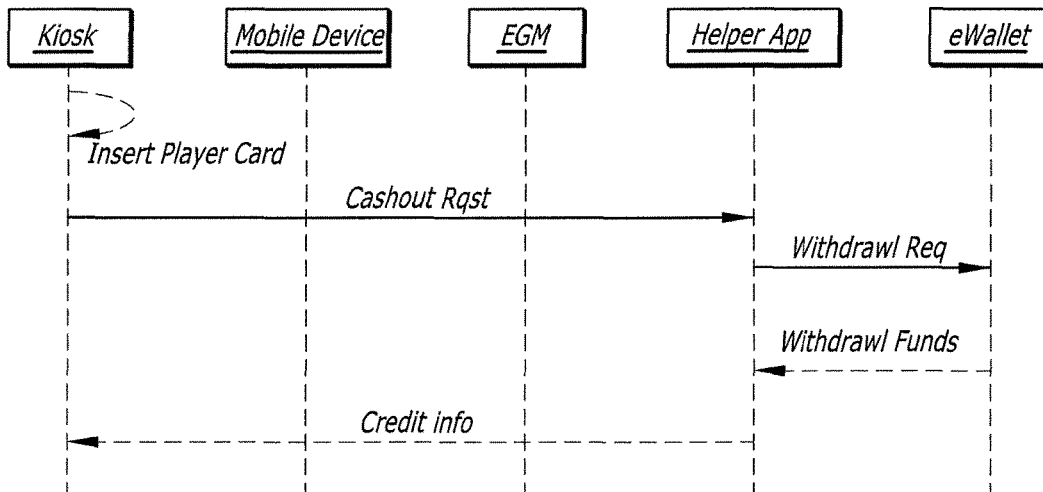 Kiosk
Mobile Device
EGM
Helper App
eWallet
Insert Player Card
Cashout Rqst
Withdrawl Req
Withdrawl Funds
Credit info